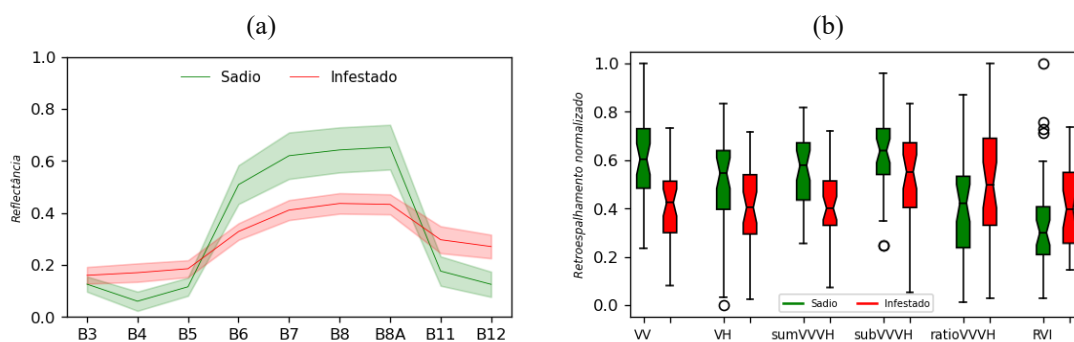 (a)
(b)
Reflectância
1.0
0.8
0.6
0.4
0.2
0.0
Sadio Infestado
B3 B4 B5 B6 B7 B8 B8A B11 B12
Retroespalhamento normalizado
1.0
0.8
0.6
0.4
0.2
0.0
Sadio Infestado
VV VH sumVVVH subVVVH ratioVVVH RVI